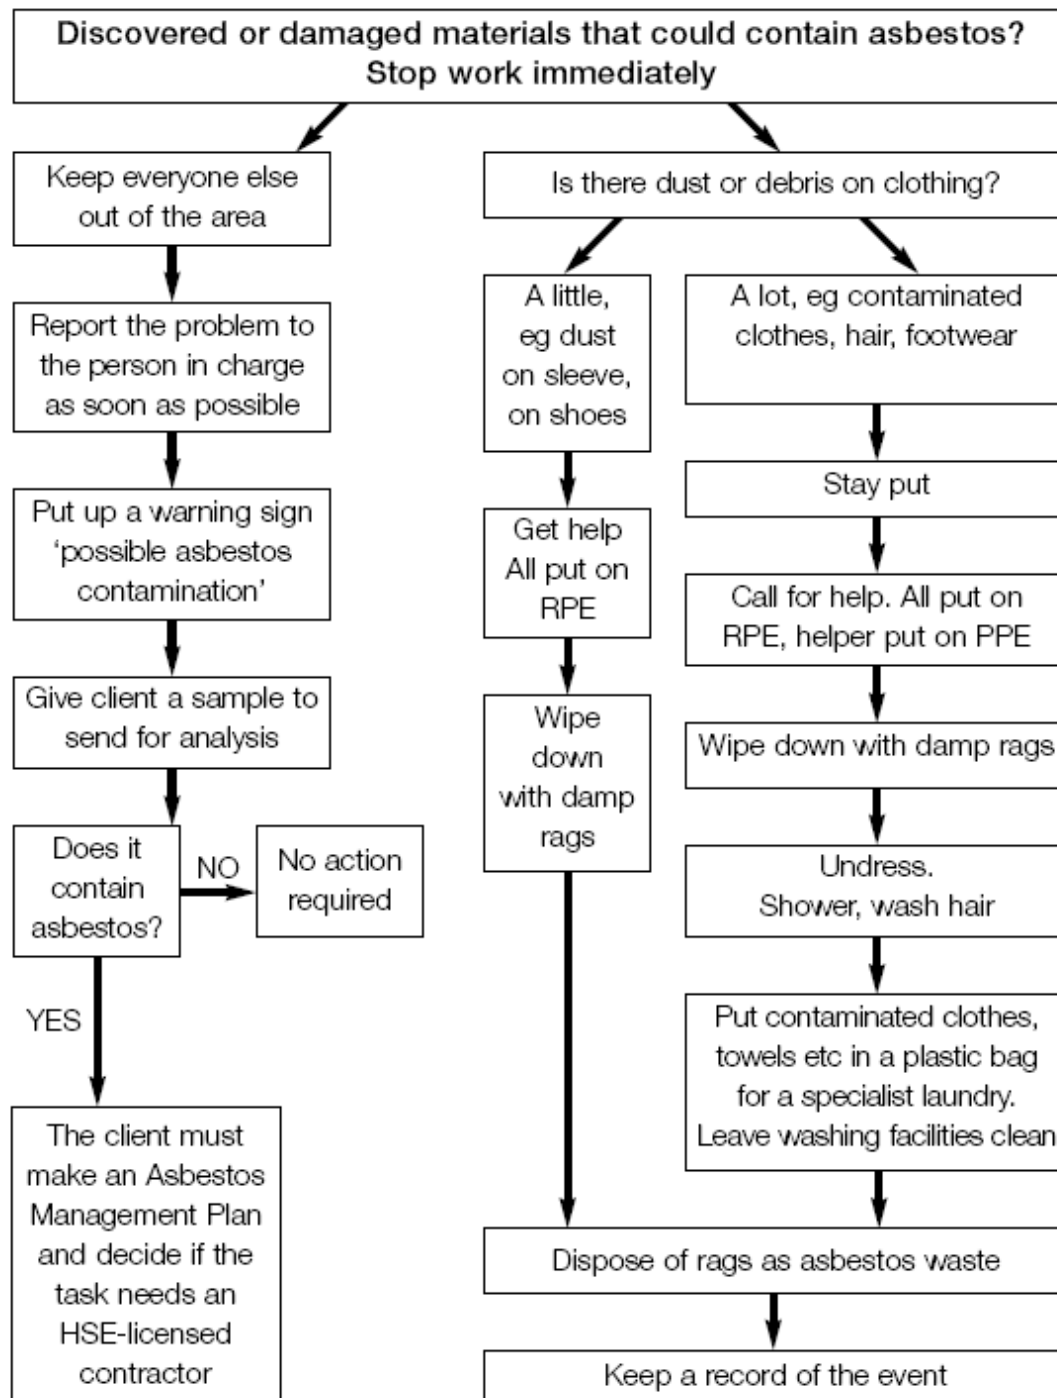 Discovered or damaged materials that could contain asbestos?
Stop work immediately
Keep everyone else
out of the area
Report the problem to
the person in charge
as soon as possible
Put up a warning sign
‘possible asbestos
contamination’
Give client a sample to
send for analysis
Does it
contain
asbestos?
NO
No action
required
YES
The client must
make an Asbestos
Management Plan
and decide if the
task needs an
HSE-licensed
contractor
Is there dust or debris on clothing?
A little,
eg dust
on sleeve,
on shoes
Get help
All put on
RPE
Wipe
down
with damp
rags
A lot, eg contaminated
clothes, hair, footwear
Stay put
Call for help. All put on
RPE, helper put on PPE
Wipe down with damp rags
Undress.
Shower, wash hair
Put contaminated clothes,
towels etc in a plastic bag
for a specialist laundry.
Leave washing facilities clean
Dispose of rags as asbestos waste
Keep a record of the event